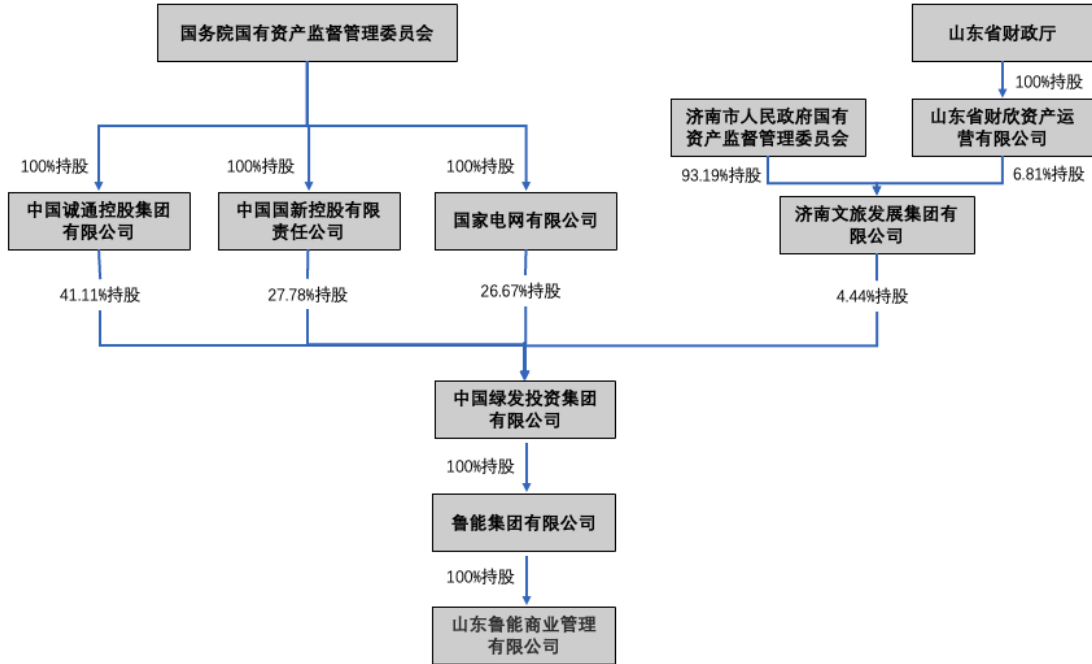 国务院国有资产监督管理委员会
山东省财政厅
100%持股
济南市人民政府国有
资产监督管理委员会
山东省财欣资产运
营有限公司
100%持股
100%持股
100%持股
93.19%持股
6.81%持股
中国诚通控股集团
有限公司
中国国新控股有限
责任公司
国家电网有限公司
济南文旅发展集团有
限公司
41.11%持股
27.78%持股
26.67%持股
4.44%持股
中国绿发投资集团
有限公司
100%持股
鲁能集团有限公司
100%持股
山东鲁能商业管理
有限公司